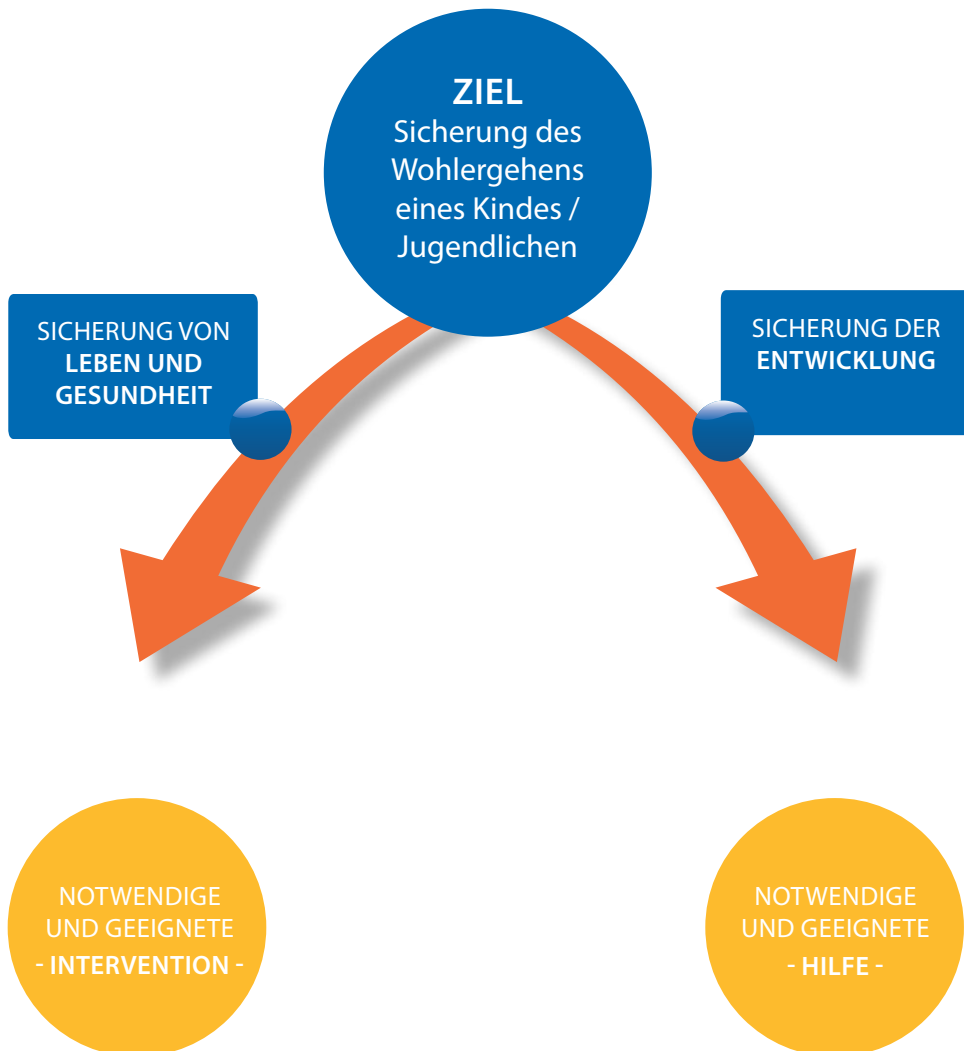 ZIEL
Sicherung des
Wohlergehens
eines Kindes /
Jugendlichen
SICHERUNG VON
LEBEN UND
GESUNDHEIT
SICHERUNG DER
ENTWICKLUNG
NOTWENDIGE
UND GEEIGNETE
- INTERVENTION -
NOTWENDIGE
UND GEEIGNETE
- HILFE -